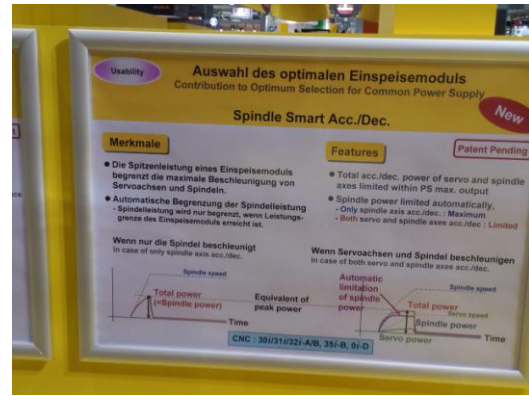 Usability
Auswahl des optimalen Einspeisemoduls
Contribution to Optimum Selection for Common Power Supply
New
Spindle Smart Acc./Dec.
Merkmale
• Die Spitzenleistung eines Einspeisemoduls
begrenzt die maximale Beschleunigung von
Servoachsen und Spindeln.
• Automatische Begrenzung der Spindelleistung
- Spindelleistung wird nur begrenzt, wenn Leistungs-
grenze des Einspeisemoduls erreicht ist.
Features
Patent Pending
• Total acc./dec. power of servo and spindle
axes limited within PS max. output
• Spindle power limited automatically,
- Only spindle axis acc./dec. : Maximum
- Both servo and spindle axes acc./dec. : Limited
Wenn nur die Spindel beschleunigt
In case of only spindle axis acc./dec.
Spindle speed
Total power
(=Spindle power)
Time
Equivalent of
peak power
Wenn Servoachsen und Spindel beschleunigen
In case of both servo and spindle axes acc./dec.
Automatic
limitation
of spindle
power
Spindle speed
Total power
Servo speed
Spindle power
Servo power
Time
CNC : 30i/31i/32i-A/B, 35i-B, 0i-D